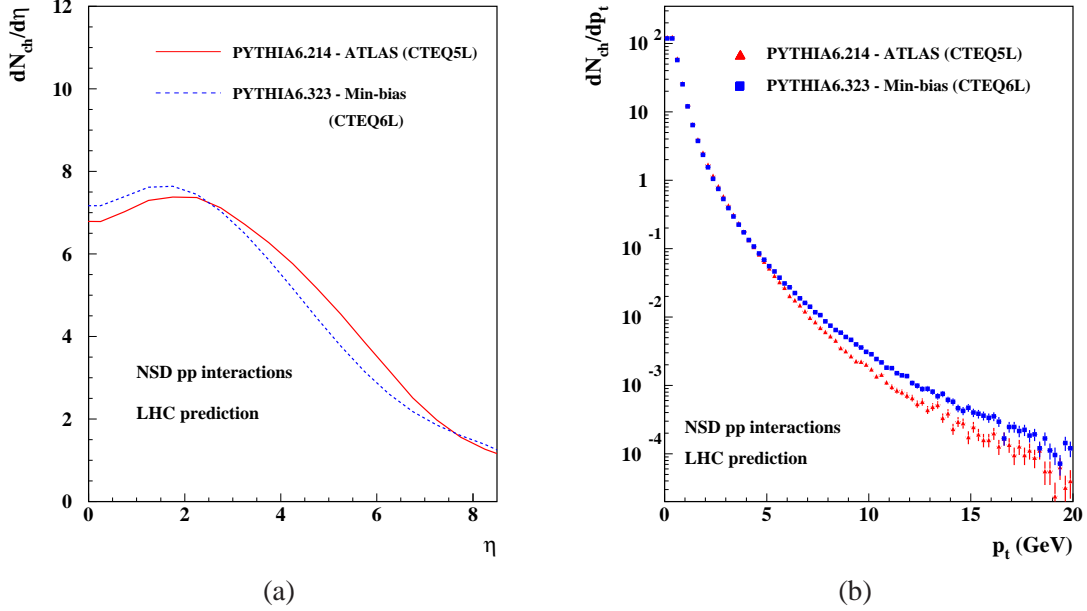 dN_ch/dη
12
10
8
6
4
2
0
PYTHIA6.214 - ATLAS (CTEQ5L)
PYTHIA6.323 - Min-bias
(CTEQ6L)
NSD pp interactions
LHC prediction
0 2 4 6 8
η
(a)
dN_ch/dp_t
10^2
10
1
10^-1
10^-2
10^-3
10^-4
PYTHIA6.214 - ATLAS (CTEQ5L)
PYTHIA6.323 - Min-bias (CTEQ6L)
NSD pp interactions
LHC prediction
0 5 10 15 20
p_t (GeV)
(b)